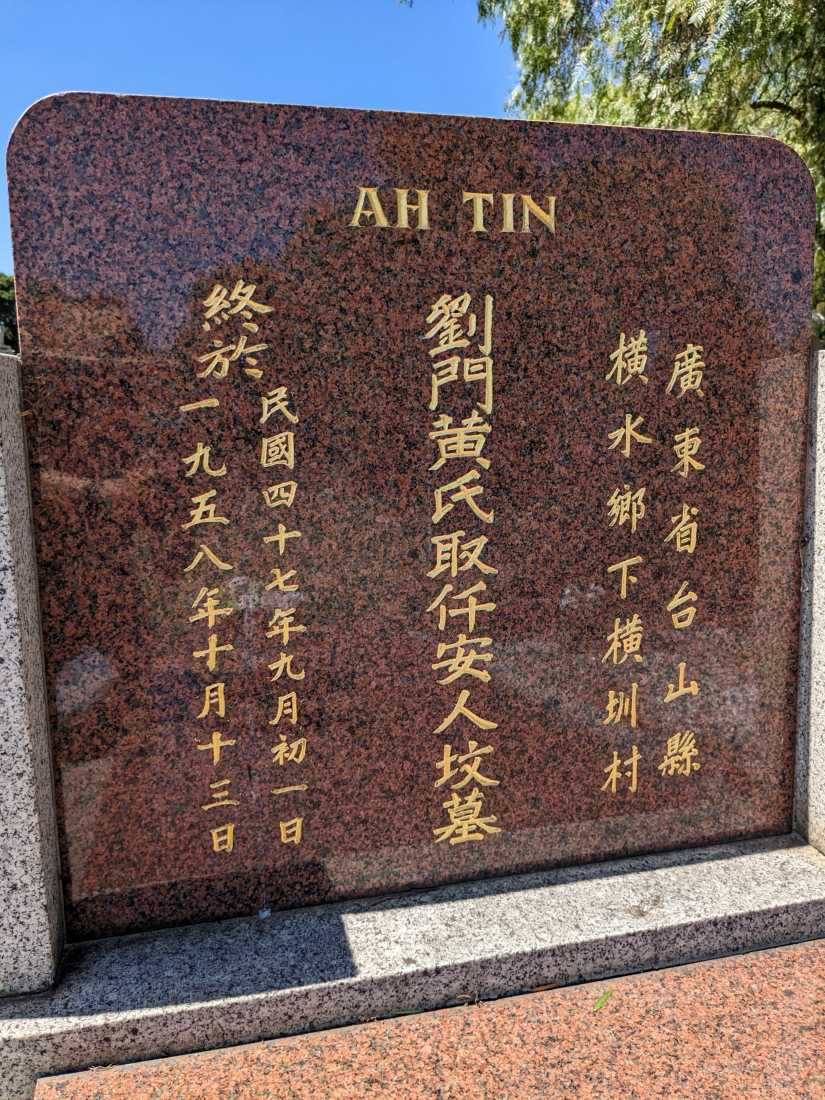 AH TIN
廣東省台山縣
橫水鄉下橫圳村
劉門黃氏取仟安人坟墓
終於
民國四十七年九月初一日
一九五八年十月十三日